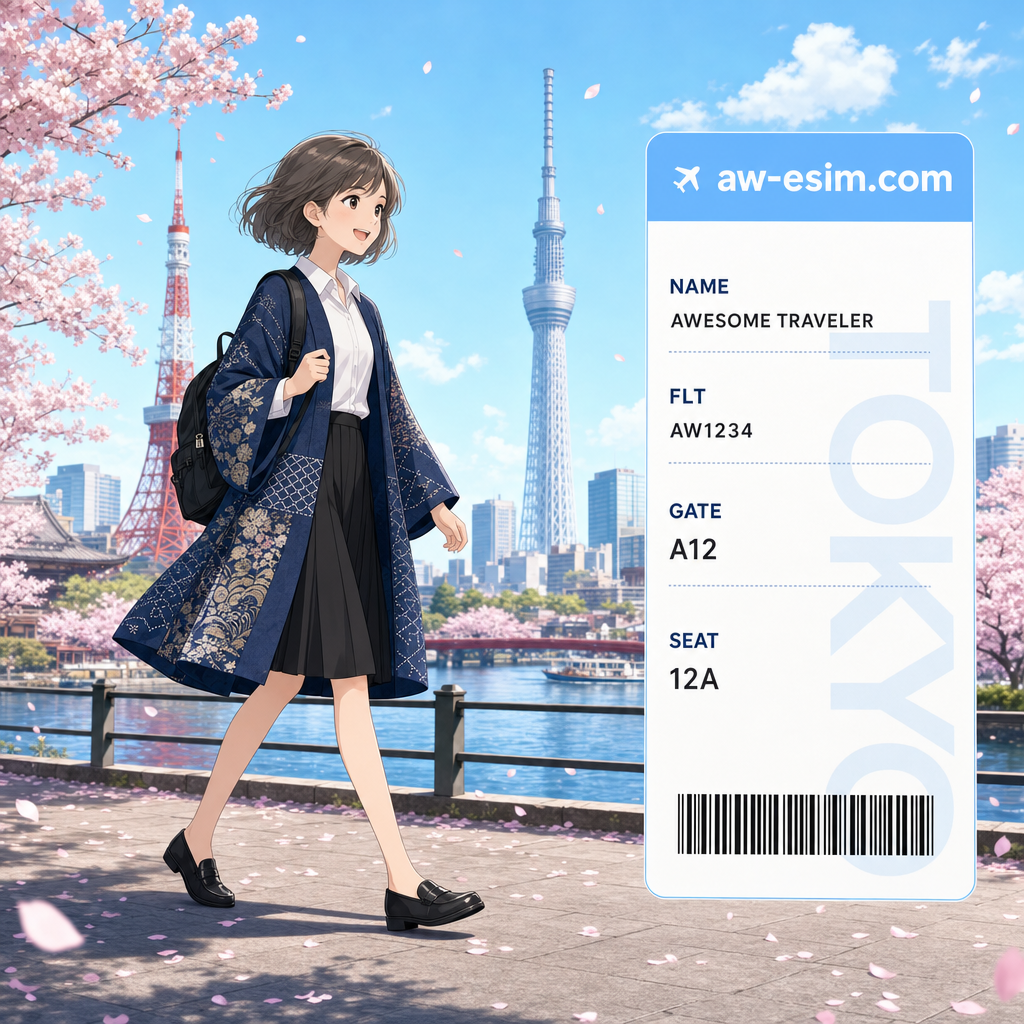 aw-esim.com
NAME
AWESOME TRAVELER
FLT
AW1234
GATE
A12
SEAT
12A
TOKYO